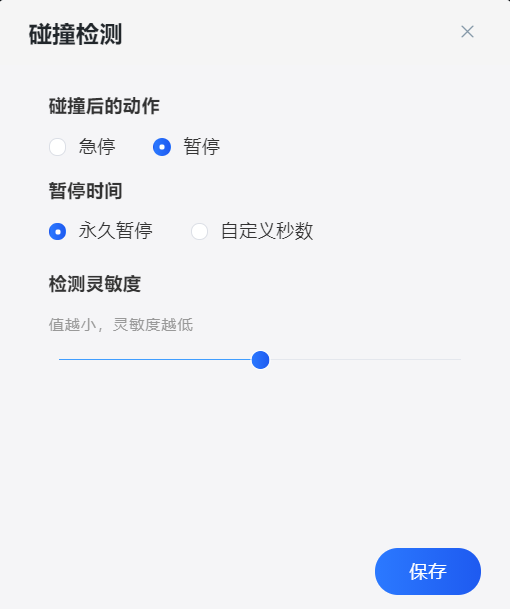 碰撞检测
碰撞后的动作
急停 暂停
暂停时间
永久暂停 自定义秒数
检测灵敏度
值越小，灵敏度越低
保存